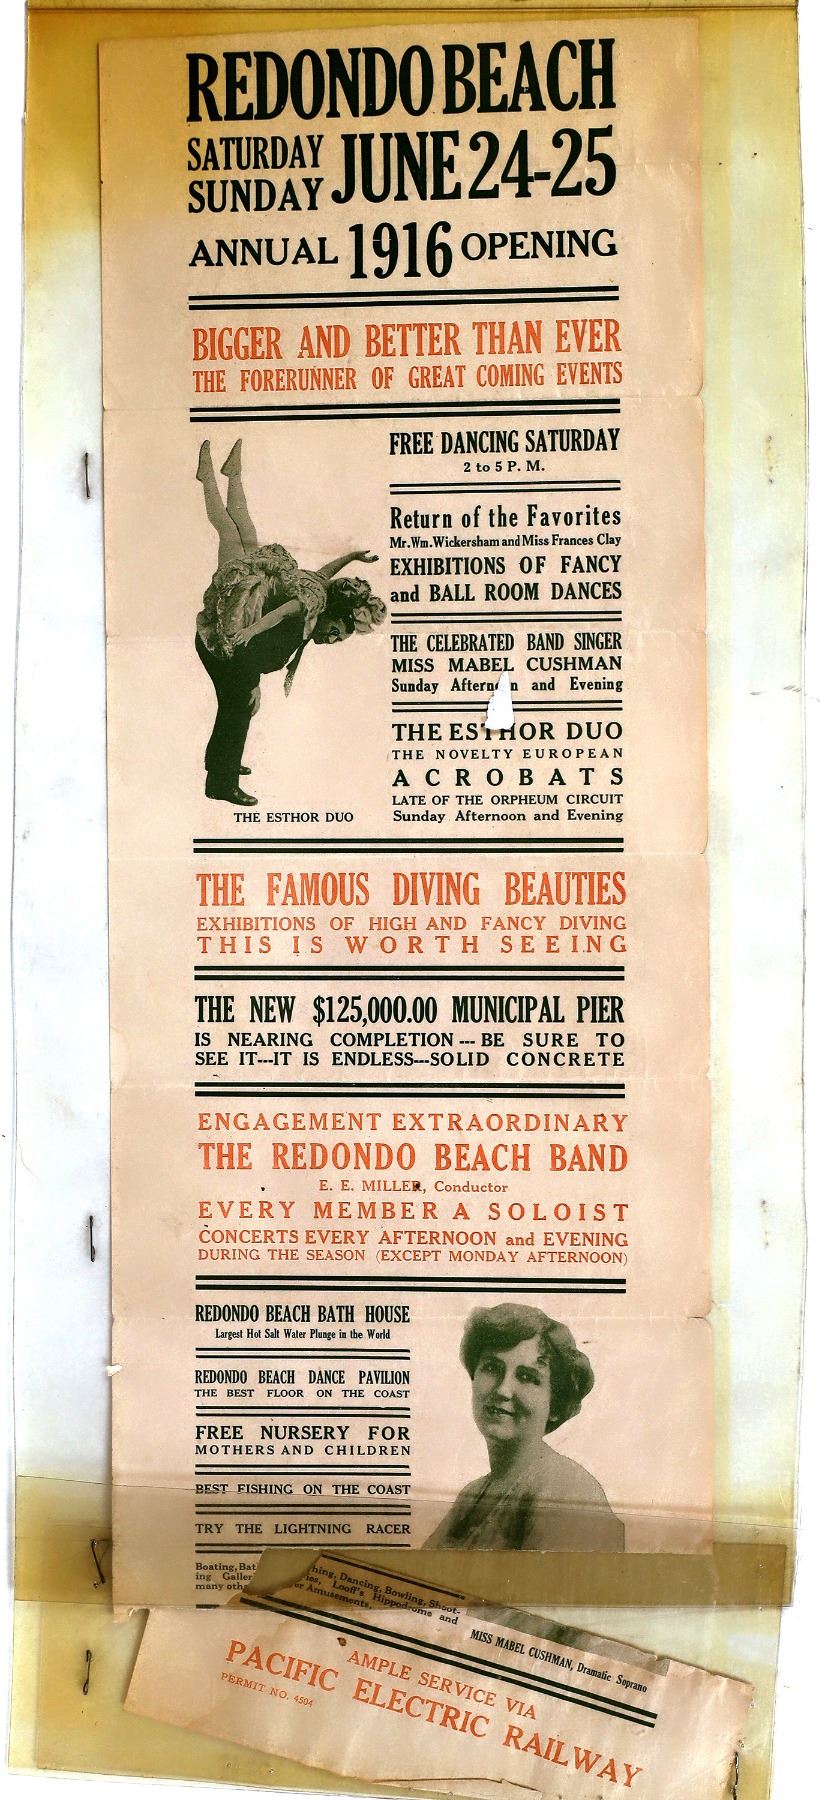 REDONDO BEACH
SATURDAY
SUNDAY JUNE 24-25
ANNUAL 1916 OPENING
BIGGER AND BETTER THAN EVER
THE FORERUNNER OF GREAT COMING EVENTS
FREE DANCING SATURDAY
2 to 5 P. M.
Return of the Favorites
Mr. Wm. Wickersham and Miss Frances Clay
EXHIBITIONS OF FANCY
and BALL ROOM DANCES
THE CELEBRATED BAND SINGER
MISS MABEL CUSHMAN
Sunday Afternoon and Evening
THE ESTHOR DUO
THE NOVELTY EUROPEAN
ACROBATS
LATE OF THE ORPHEUM CIRCUIT
Sunday Afternoon and Evening
THE ESTHOR DUO
THE FAMOUS DIVING BEAUTIES
EXHIBITIONS OF HIGH AND FANCY DIVING
THIS IS WORTH SEEING
THE NEW $125,000.00 MUNICIPAL PIER
IS NEARING COMPLETION --- BE SURE TO
SEE IT---IT IS ENDLESS---SOLID CONCRETE
ENGAGEMENT EXTRAORDINARY
THE REDONDO BEACH BAND
E. E. MILLER, Conductor
EVERY MEMBER A SOLOIST
CONCERTS EVERY AFTERNOON and EVENING
DURING THE SEASON (EXCEPT MONDAY AFTERNOON)
REDONDO BEACH BATH HOUSE
Largest Hot Salt Water Plunge in the World
REDONDO BEACH DANCE PAVILION
THE BEST FLOOR ON THE COAST
FREE NURSERY FOR
MOTHERS AND CHILDREN
BEST FISHING ON THE COAST
TRY THE LIGHTNING RACER
Boating, Bathing, Dancing, Bowling, Shoot-
ing Galleries, Looff's Hippodrome and
many other Amusements.
MISS MABEL CUSHMAN, Dramatic Soprano
AMPLE SERVICE VIA
PACIFIC ELECTRIC RAILWAY
PERMIT NO. 4504